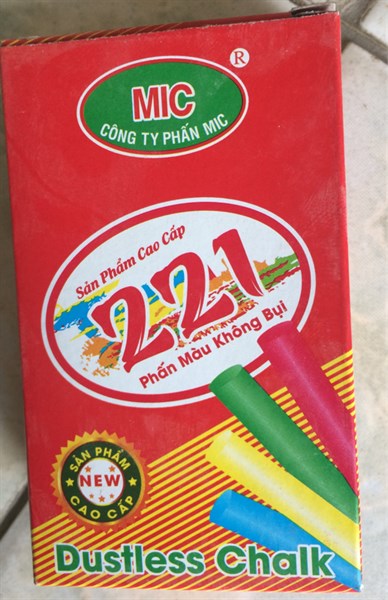 MIC
®
CÔNG TY PHẤN MIC
Sản Phẩm Cao Cấp
221
Phấn Màu Không Bụi
SẢN PHẨM
NEW
CAO CẤP
Dustless Chalk